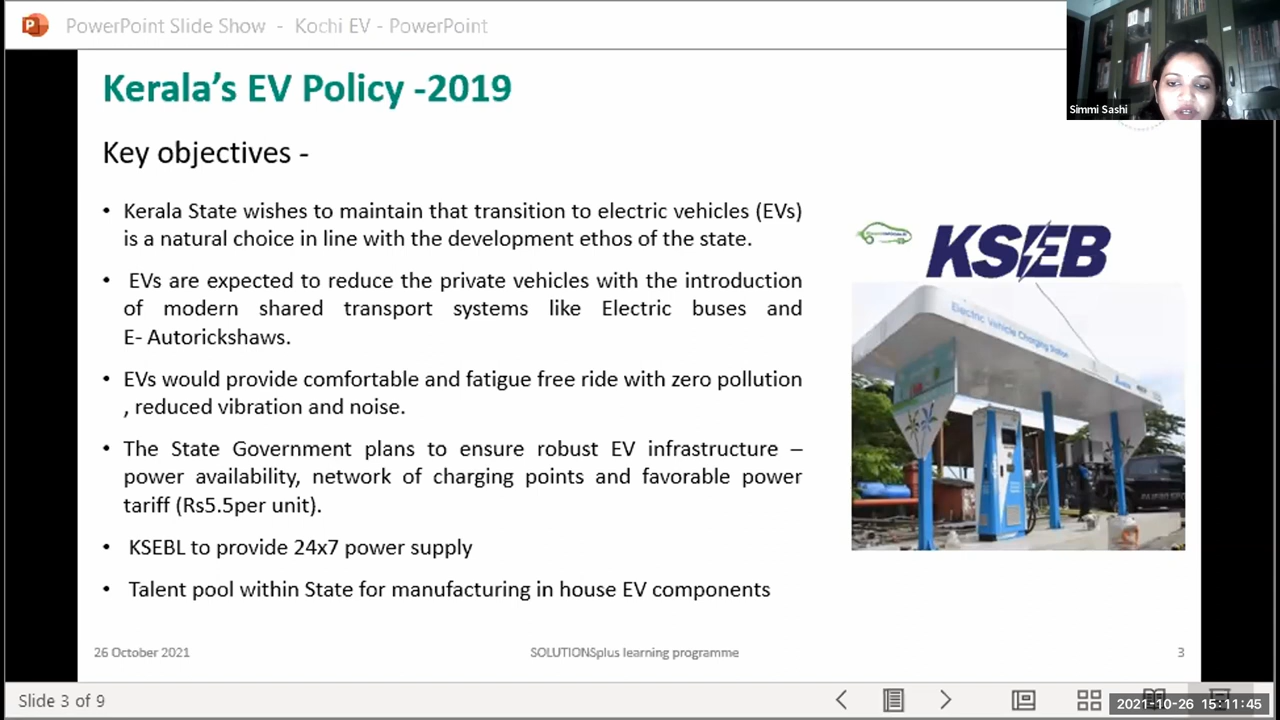 PowerPoint Slide Show - Kochi EV - PowerPoint
Simmi Sashi
Kerala’s EV Policy -2019
Key objectives -
• Kerala State wishes to maintain that transition to electric vehicles (EVs)
is a natural choice in line with the development ethos of the state.
• EVs are expected to reduce the private vehicles with the introduction
of modern shared transport systems like Electric buses and
E- Autorickshaws.
• EVs would provide comfortable and fatigue free ride with zero pollution
, reduced vibration and noise.
• The State Government plans to ensure robust EV infrastructure –
power availability, network of charging points and favorable power
tariff (Rs5.5per unit).
• KSEBL to provide 24x7 power supply
• Talent pool within State for manufacturing in house EV components
KSEB
Electric Vehicle Charging Station
26 October 2021
SOLUTIONSplus learning programme
3
Slide 3 of 9
2021-10-26 15:11:45